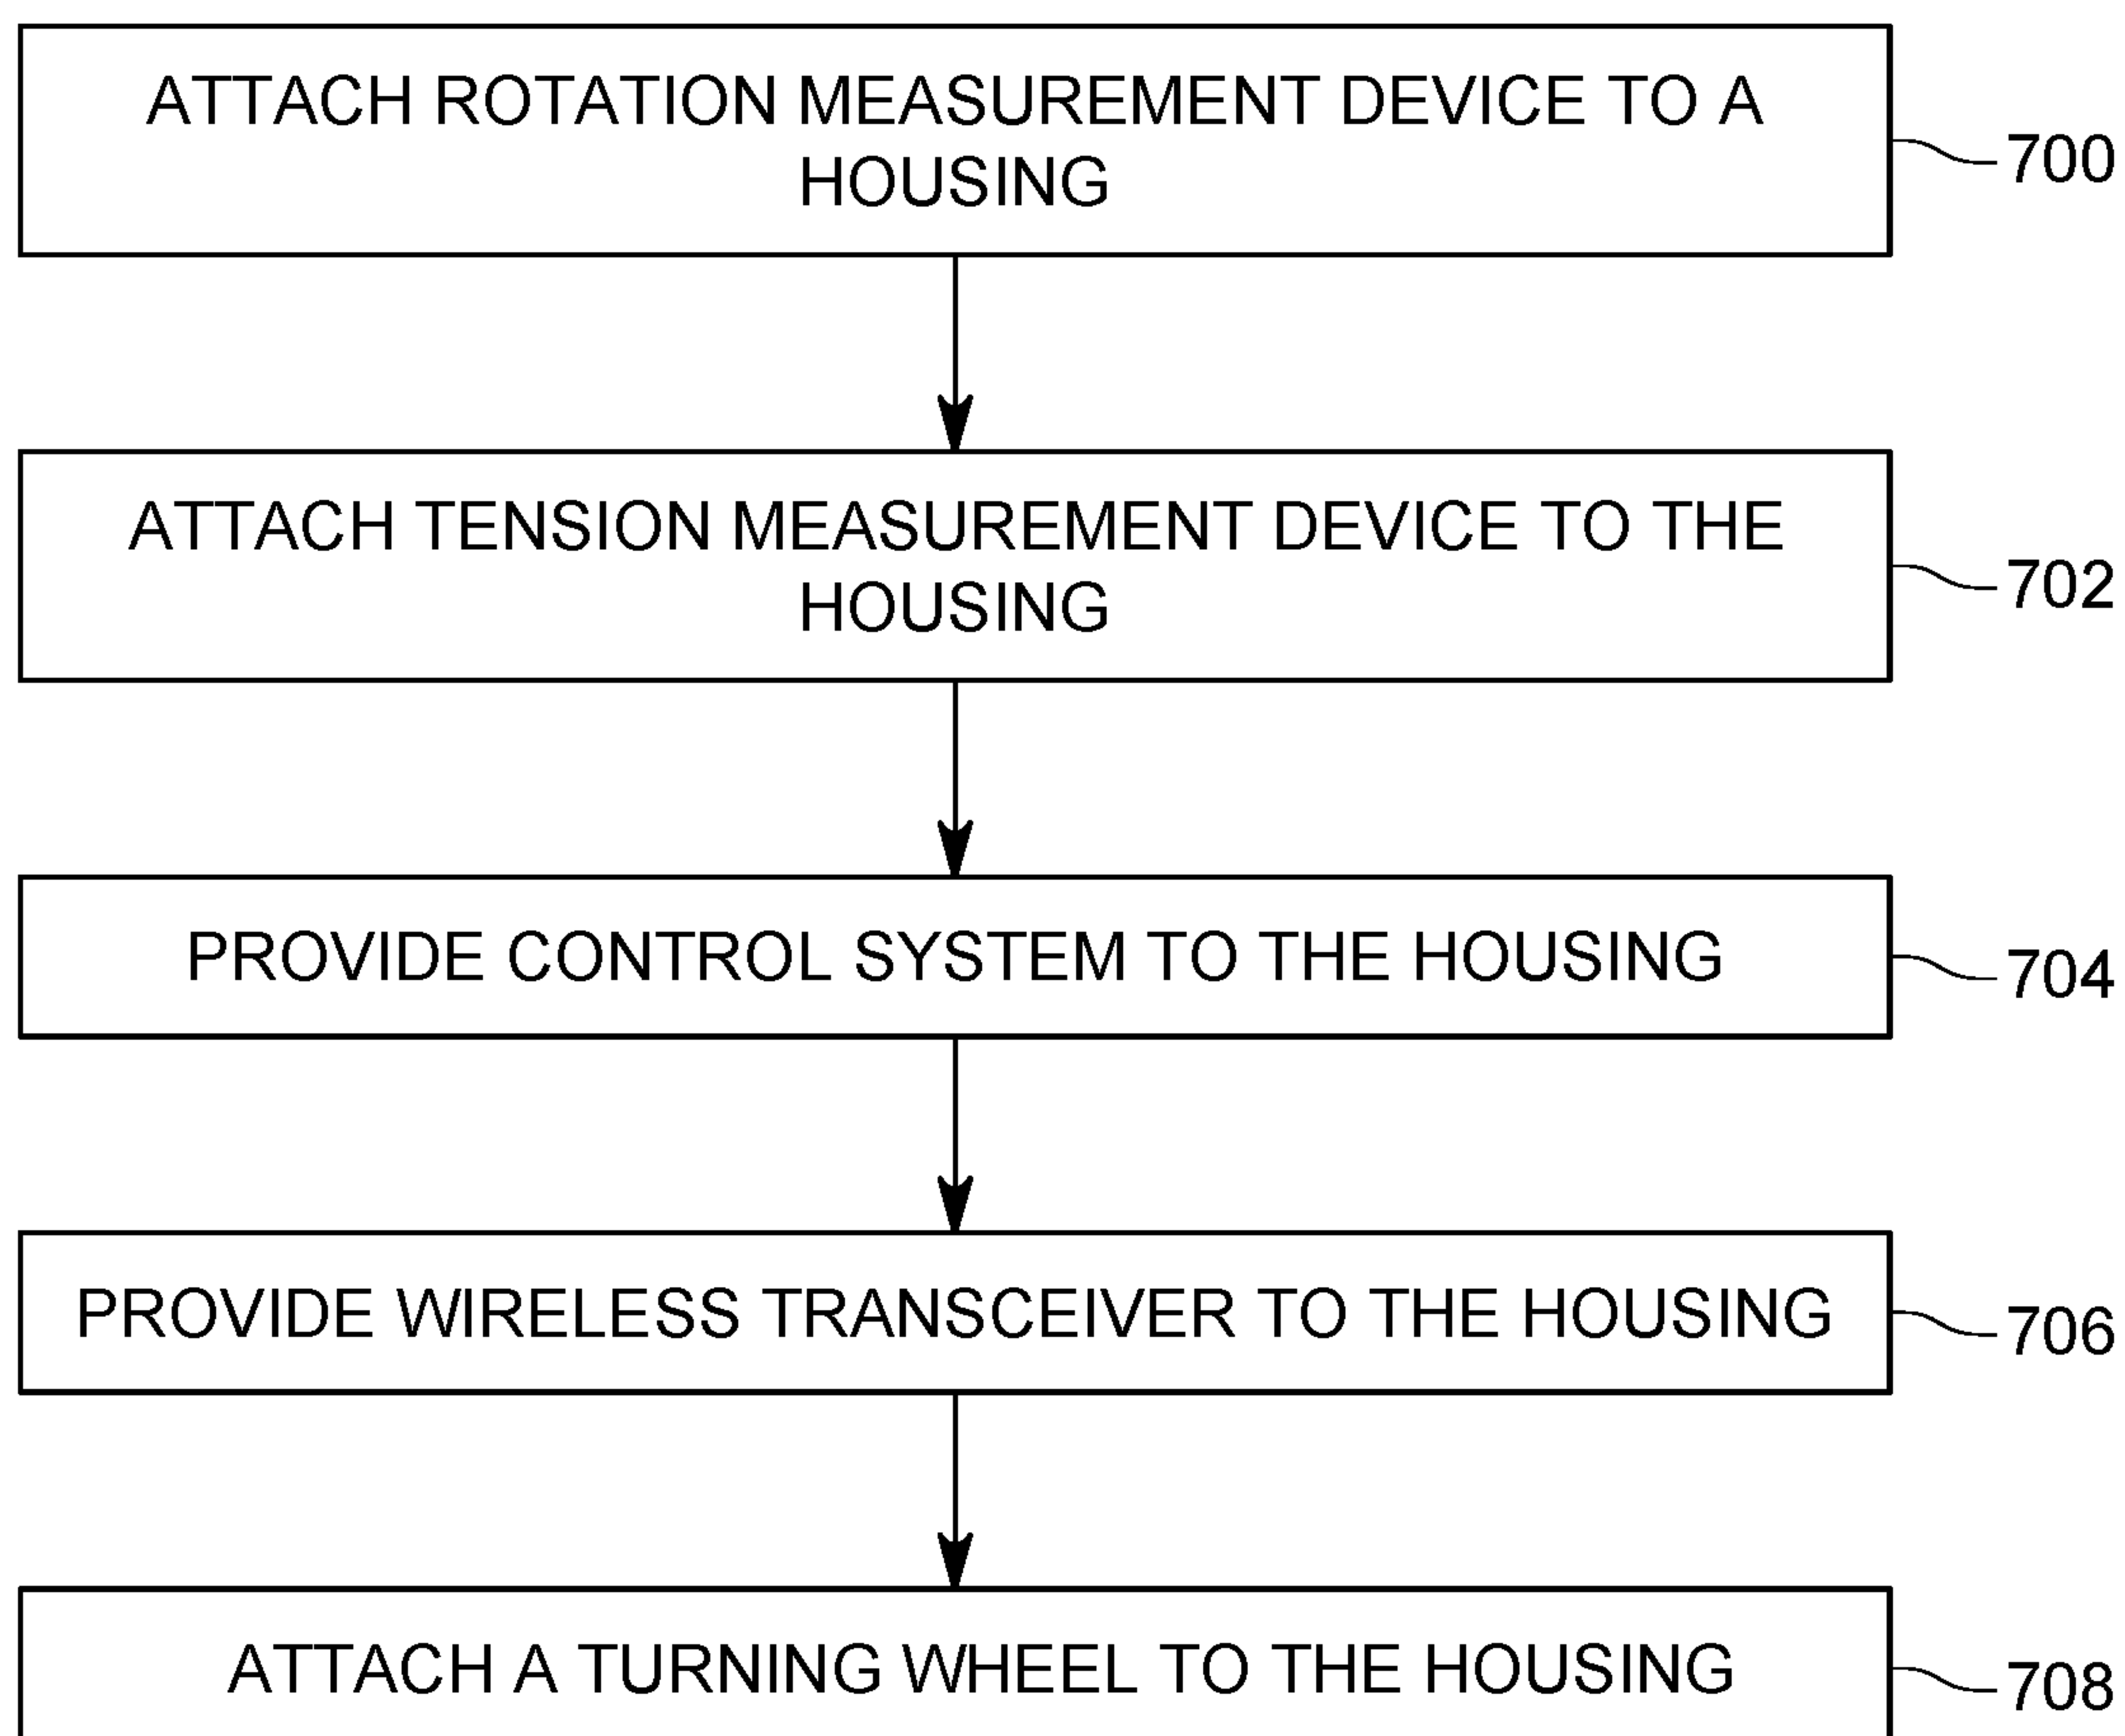 ATTACH ROTATION MEASUREMENT DEVICE TO A
HOUSING
700
ATTACH TENSION MEASUREMENT DEVICE TO THE
HOUSING
702
PROVIDE CONTROL SYSTEM TO THE HOUSING
704
PROVIDE WIRELESS TRANSCEIVER TO THE HOUSING
706
ATTACH A TURNING WHEEL TO THE HOUSING
708